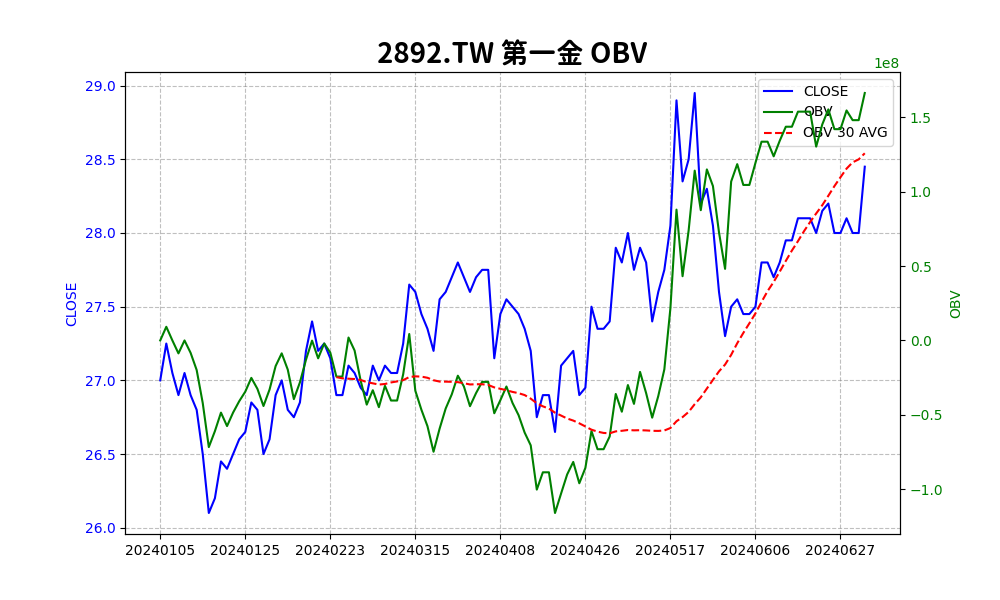 2892.TW 第一金 OBV
1e8
CLOSE
OBV
OBV 30 AVG
29.0
28.5
28.0
27.5
27.0
26.5
26.0
CLOSE
1.5
1.0
0.5
0.0
−0.5
−1.0
OBV
20240105 20240125 20240223 20240315 20240408 20240426 20240517 20240606 20240627